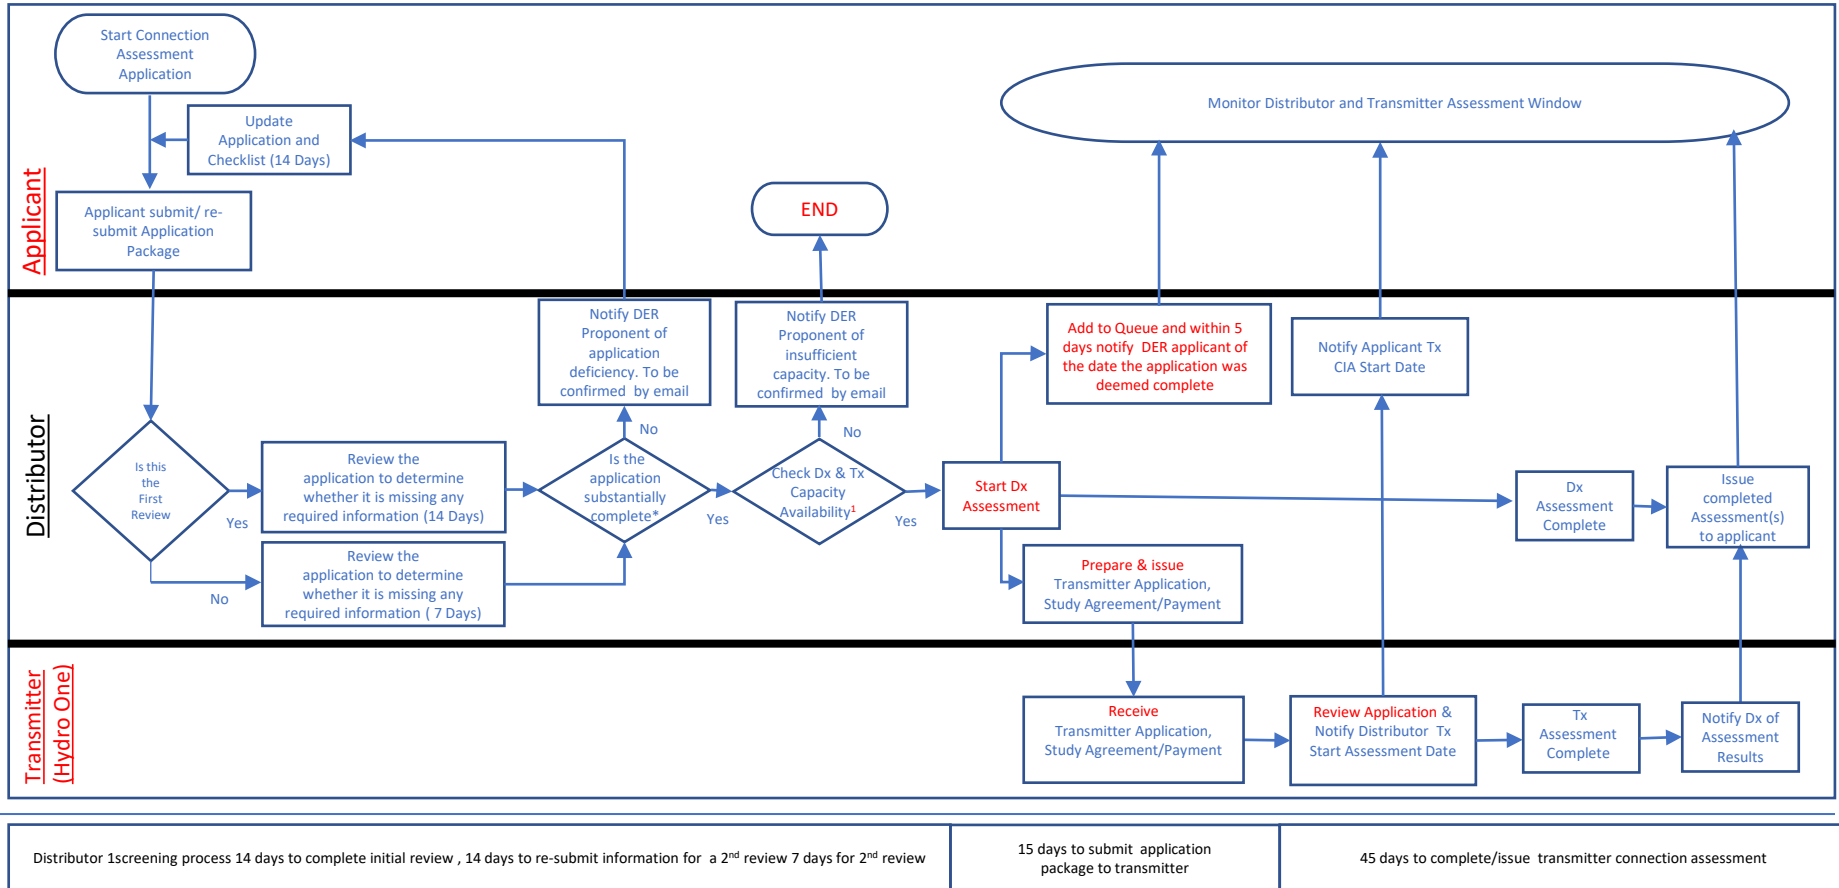 Start Connection
Assessment
Application
Update
Application and
Checklist (14 Days)
Applicant submit/ re-
submit Application
Package
END
Monitor Distributor and Transmitter Assessment Window
Applicant
Notify DER
Proponent of
application
deficiency. To be
confirmed by email
Notify DER
Proponent of
insufficient
capacity. To be
confirmed by email
Add to Queue and within 5
days notify DER applicant of
the date the application was
deemed complete
Notify Applicant Tx
CIA Start Date
No
No
Distributor
Is this
the
First
Review
Yes
No
Review the
application to determine
whether it is missing any
required information (14 Days)
Review the
application to determine
whether it is missing any
required information ( 7 Days)
Is the
application
substantially
complete*
Yes
Check Dx & Tx
Capacity
Availability1
Yes
Start Dx
Assessment
Prepare & issue
Transmitter Application,
Study Agreement/Payment
Dx
Assessment
Complete
Issue
completed
Assessment(s)
to applicant
Transmitter
(Hydro One)
Receive
Transmitter Application,
Study Agreement/Payment
Review Application &
Notify Distributor Tx
Start Assessment Date
Tx
Assessment
Complete
Notify Dx of
Assessment
Results
Distributor 1screening process 14 days to complete initial review , 14 days to re-submit information for a 2nd review 7 days for 2nd review
15 days to submit application
package to transmitter
45 days to complete/issue transmitter connection assessment